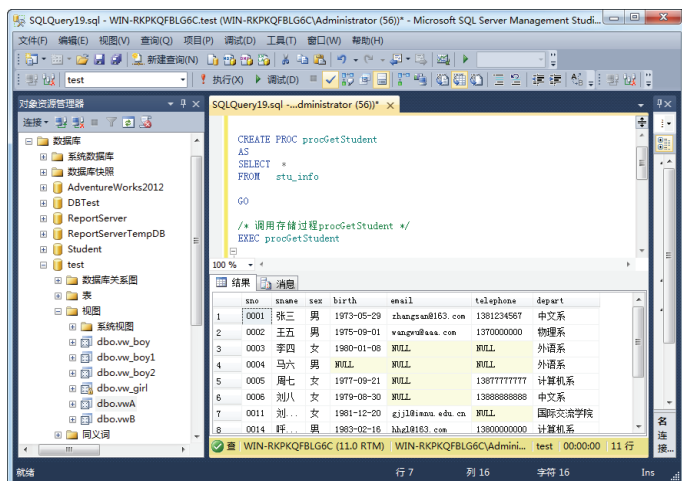 SQLQuery19.sql - WIN-RKPKQFBLG6C.test (WIN-RKPKQFBLG6C\Administrator (56))* - Microsoft SQL Server Management Studi...
文件(F) 编辑(E) 视图(V) 查询(Q) 项目(P) 调试(D) 工具(T) 窗口(W) 帮助(H)
新建查询(N)
test 执行(X) 调试(D)
对象资源管理器
连接
数据库
系统数据库
数据库快照
AdventureWorks2012
DBTest
ReportServer
ReportServerTempDB
Student
test
数据库关系图
表
视图
系统视图
dbo.vw_boy
dbo.vw_boy1
dbo.vw_boy2
dbo.vw_girl
dbo.vwA
dbo.vwB
同义词
SQLQuery19.sql -...dministrator (56))*
CREATE PROC procGetStudent
AS
SELECT *
FROM stu_info
GO
/* 调用存储过程procGetStudent */
EXEC procGetStudent
100 %
结果 消息
sno sname sex birth email telephone depart
1 0001 张三 男 1973-05-29 zhangsan@163.com 1381234567 中文系
2 0002 王五 男 1975-09-01 wangwu@aaa.com 1370000000 物理系
3 0003 李四 女 1980-01-08 NULL NULL 外语系
4 0004 马六 男 NULL NULL NULL 外语系
5 0005 周七 女 1977-09-21 NULL 13877777777 计算机系
6 0006 刘八 女 1979-08-30 NULL 13888888888 中文系
7 0011 刘... 女 1981-12-20 gjjl@imnu.edu.cn NULL 国际交流学院
8 0014 呼... 男 1983-02-16 hhgl@163.com 13800000000 计算机系
查 WIN-RKPKQFBLG6C (11.0 RTM) WIN-RKPKQFBLG6C\Admini... test 00:00:00 11 行
名
连
接...
就绪 行 7 列 16 字符 16 Ins